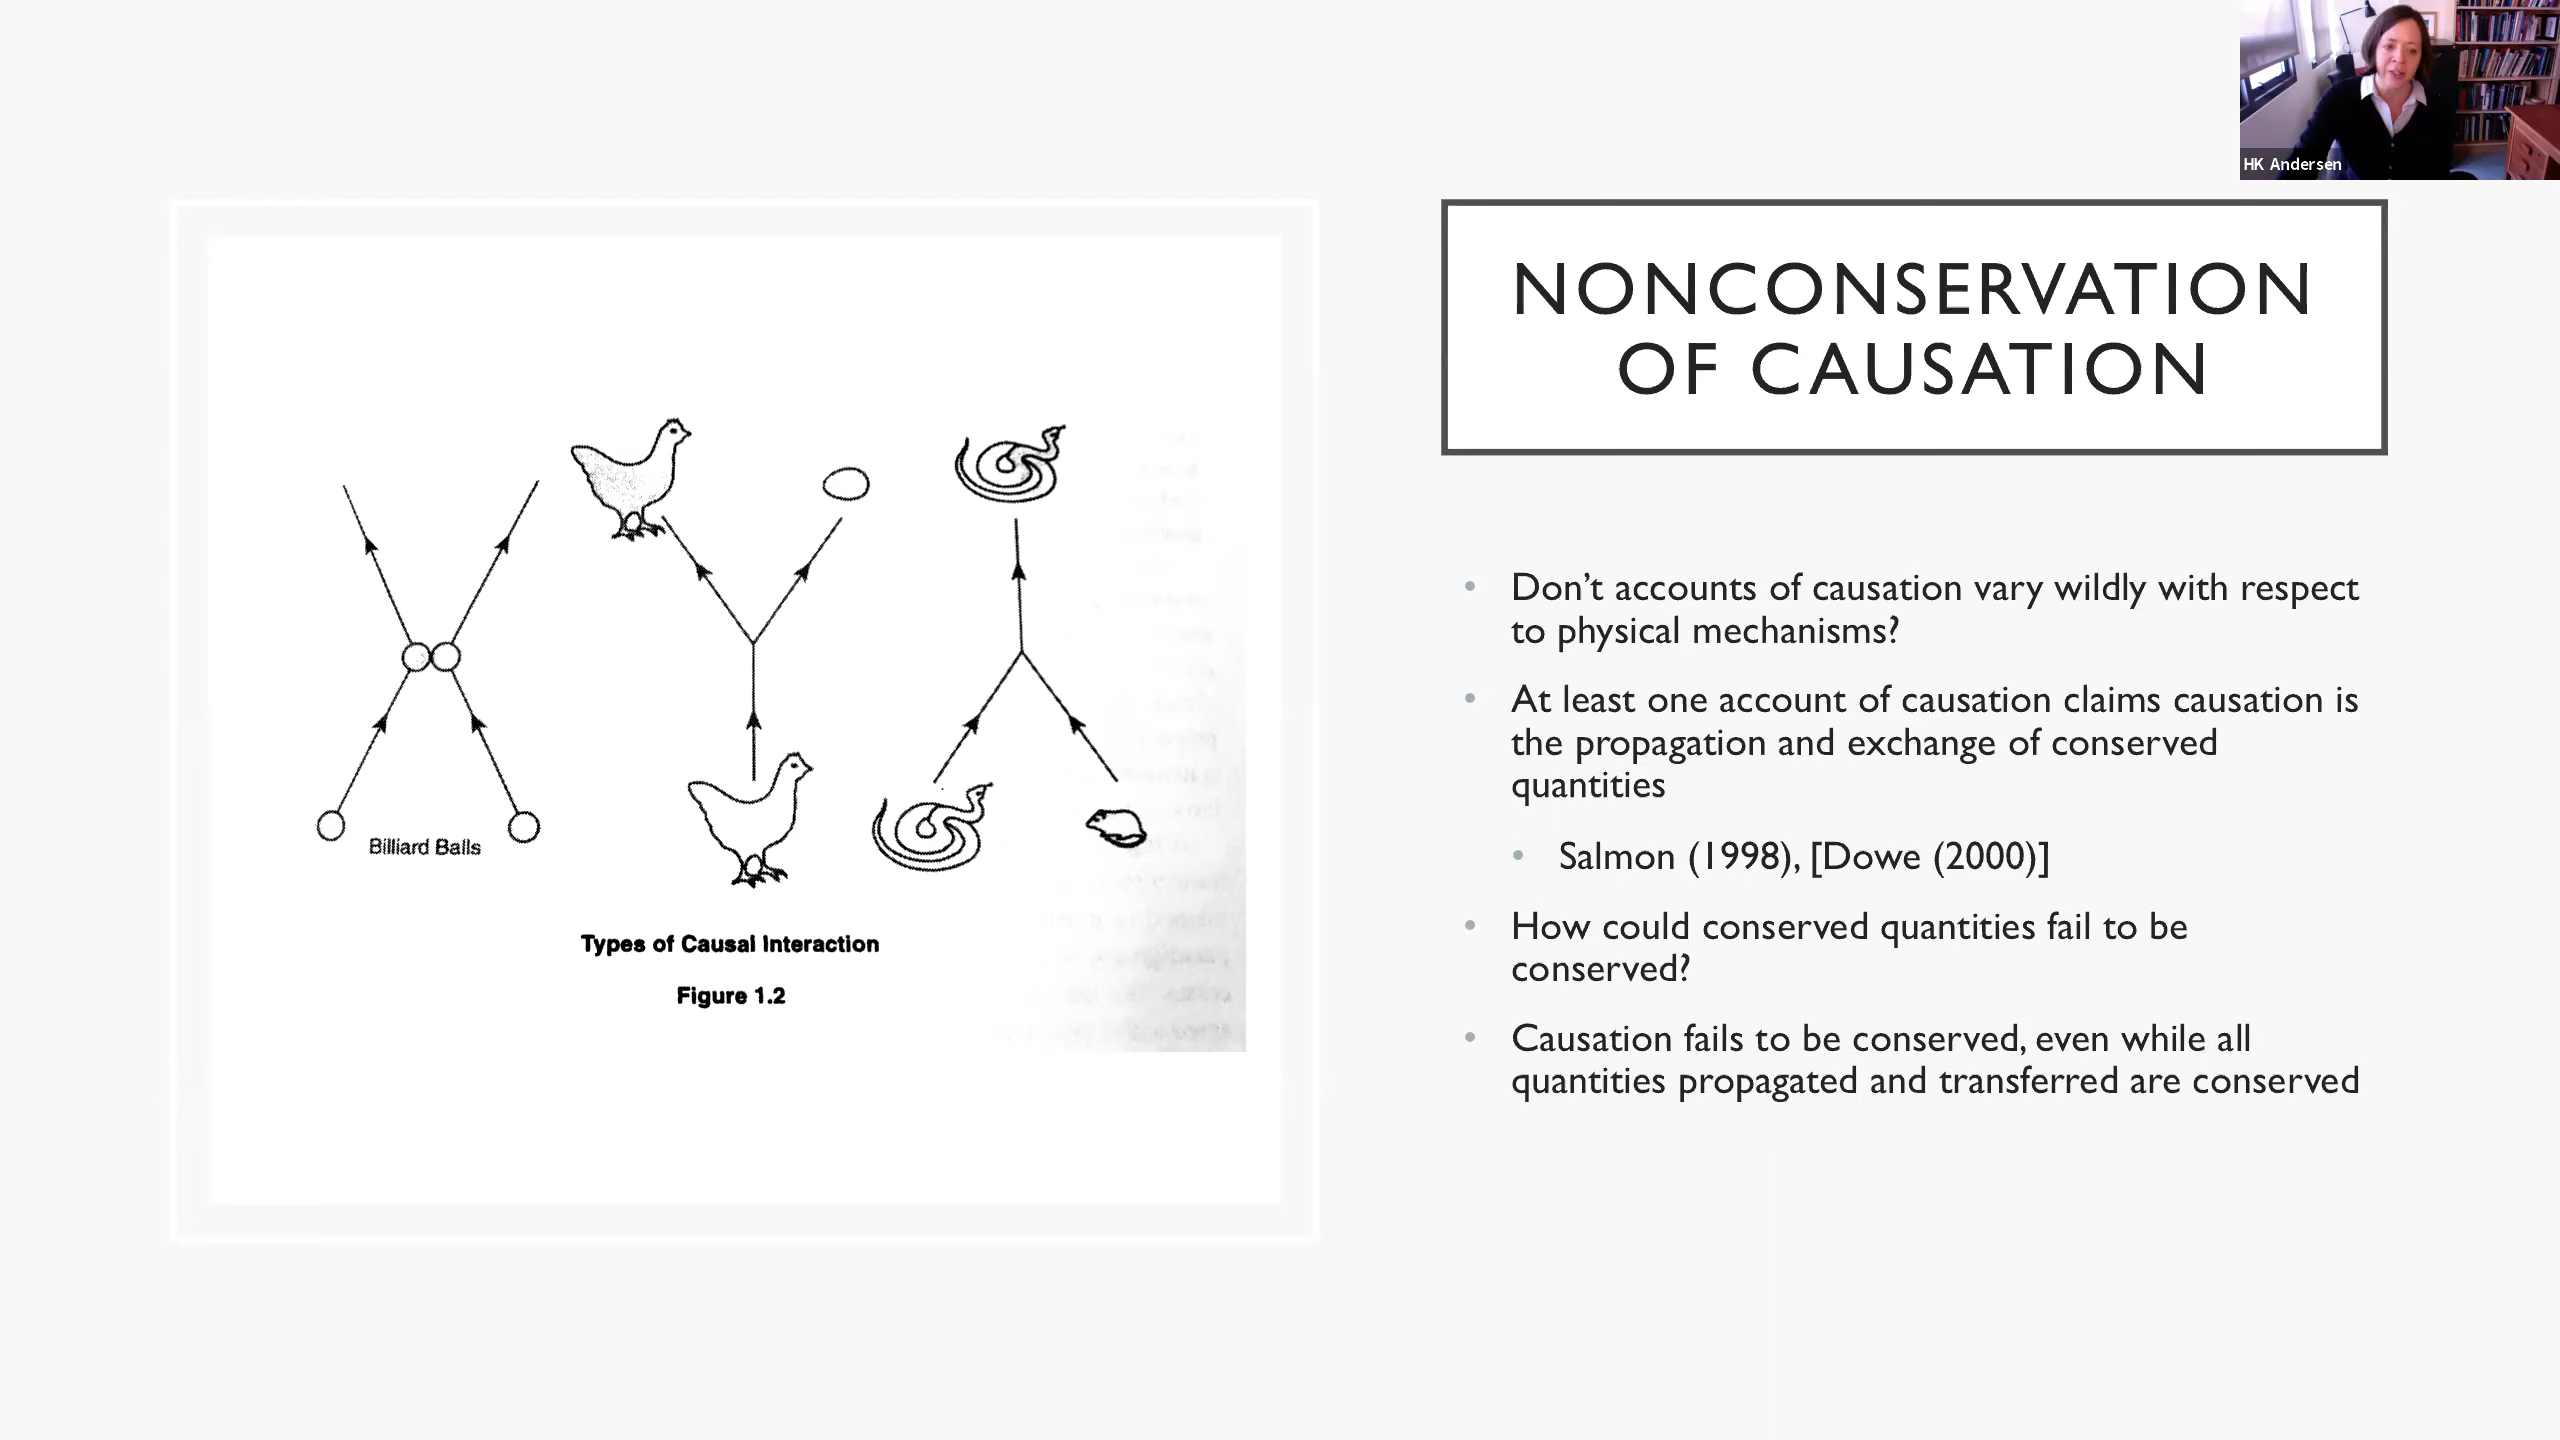 HK Andersen
NONCONSERVATION
OF CAUSATION
Billiard Balls
Types of Causal Interaction
Figure 1.2
• Don’t accounts of causation vary wildly with respect
to physical mechanisms?
• At least one account of causation claims causation is
the propagation and exchange of conserved
quantities
• Salmon (1998), [Dowe (2000)]
• How could conserved quantities fail to be
conserved?
• Causation fails to be conserved, even while all
quantities propagated and transferred are conserved